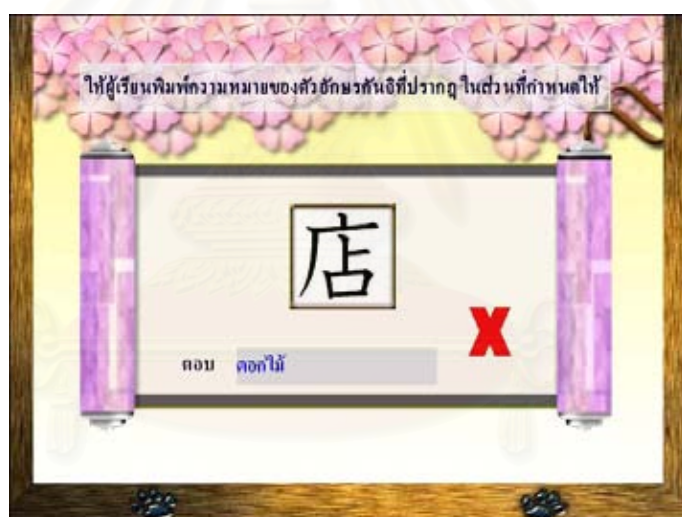 ให้ผู้เรียนพิมพ์ความหมายของตัวอักษรคันจิที่ปรากฎในส่วนที่กำหนดให้
店
X
ตอบ ดอกไม้